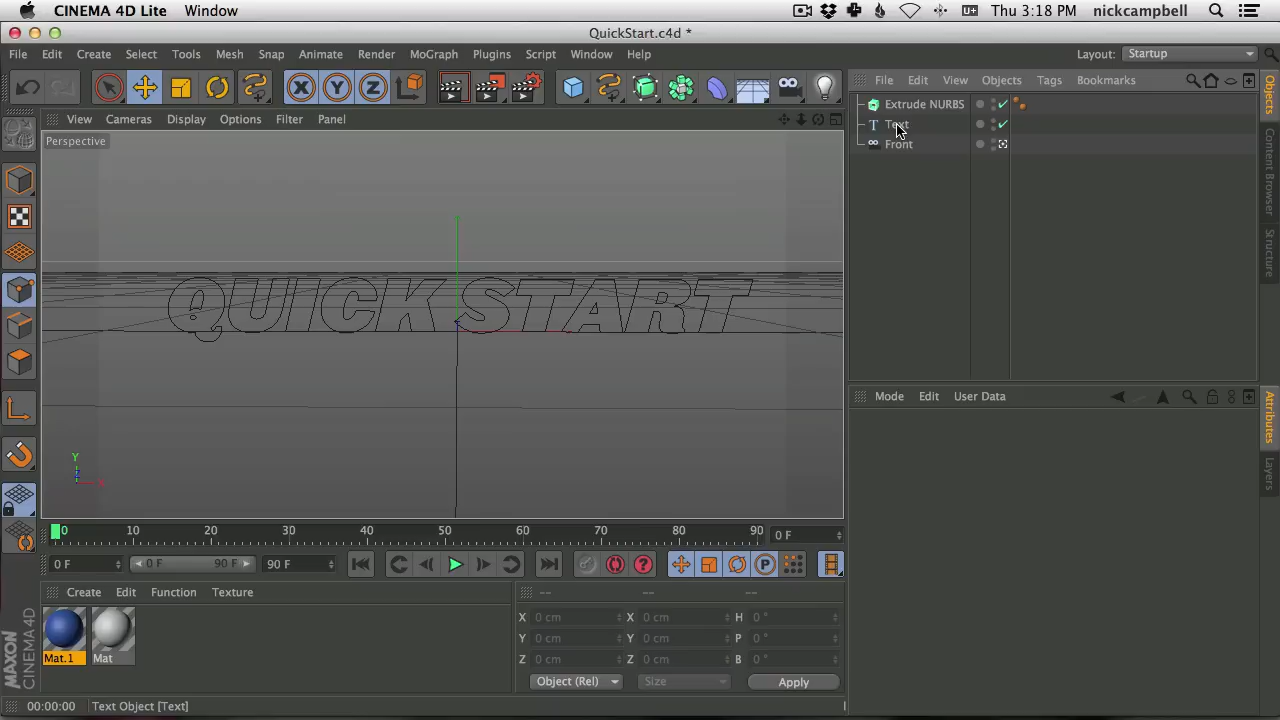 CINEMA 4D Lite Window Thu 3:18 PM nickcampbell
QuickStart.c4d *
File Edit Create Select Tools Mesh Snap Animate Render MoGraph Plugins Script Window Help Layout: Startup
X Y Z
File Edit View Objects Tags Bookmarks
Extrude NURBS
Text
Front
Objects
Content Browser
Structure
View Cameras Display Options Filter Panel
Perspective
QUICK START
Y
X
Mode Edit User Data
Attributes
Layers
0 10 20 30 40 50 60 70 80 90 0 F
0 F 0 F 90 F 90 F
Create Edit Function Texture
Mat.1 Mat
-- -- --
X 0 cm X 0 cm H 0 °
Y 0 cm Y 0 cm P 0 °
Z 0 cm Z 0 cm B 0 °
Object (Rel) Size Apply
MAXON
CINEMA 4D
00:00:00 Text Object [Text]